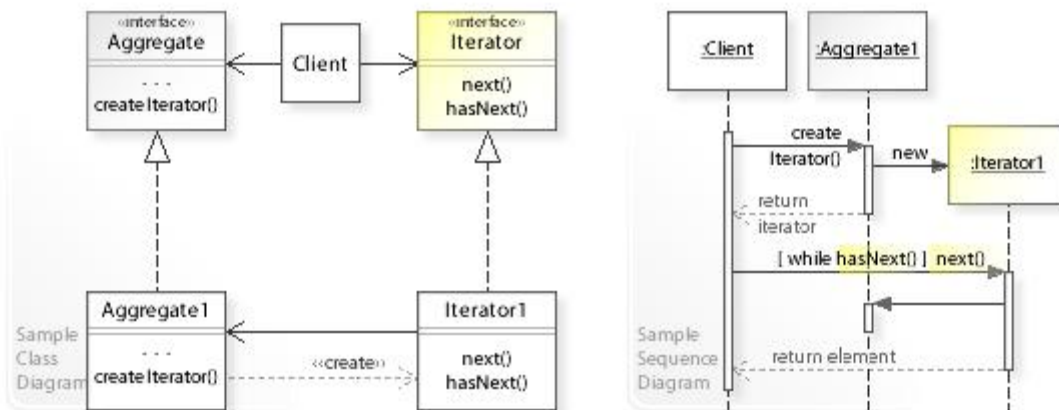 «interface»
Aggregate
. . .
createIterator()
Client
«interface»
Iterator
next()
hasNext()
Aggregate1
. . .
createIterator()
«create»
Iterator1
next()
hasNext()
Sample
Class
Diagram
:Client
:Aggregate1
:Iterator1
create
Iterator()
new
return
iterator
[ while hasNext() ] next()
return element
Sample
Sequence
Diagram